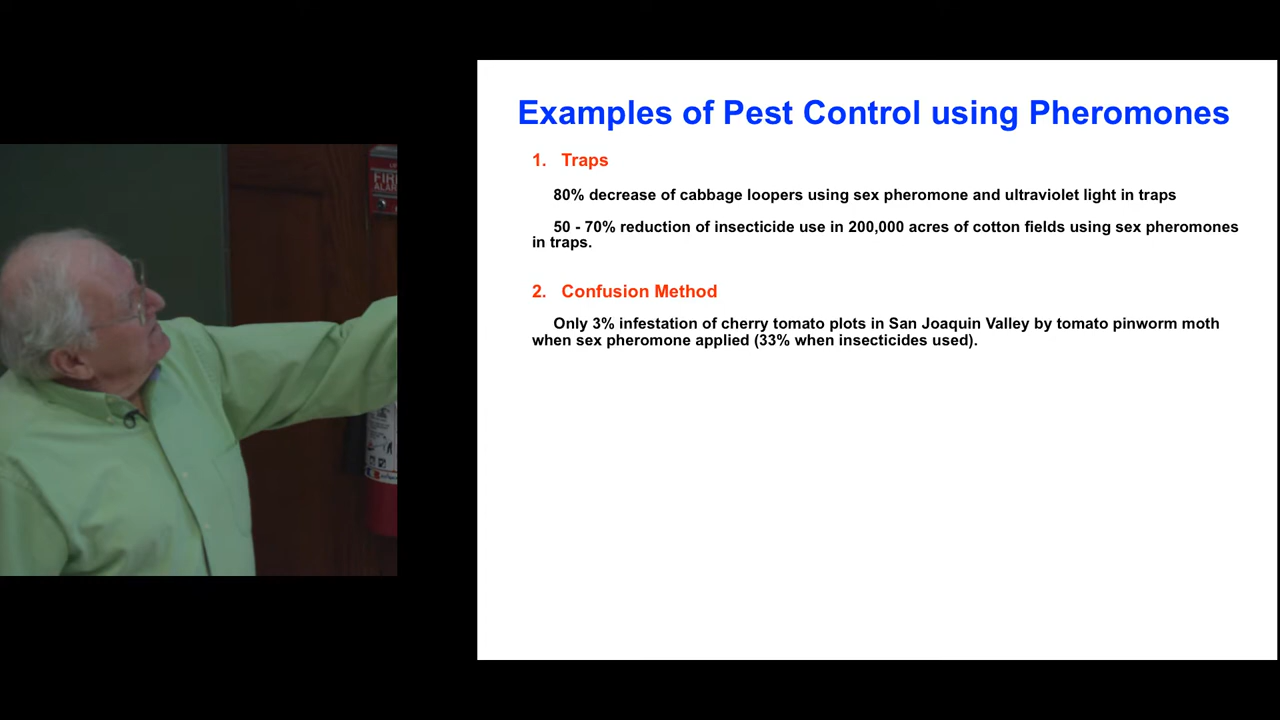 Examples of Pest Control using Pheromones
1. Traps
80% decrease of cabbage loopers using sex pheromone and ultraviolet light in traps
50 - 70% reduction of insecticide use in 200,000 acres of cotton fields using sex pheromones
in traps.
2. Confusion Method
Only 3% infestation of cherry tomato plots in San Joaquin Valley by tomato pinworm moth
when sex pheromone applied (33% when insecticides used).
FIRE
ALARM